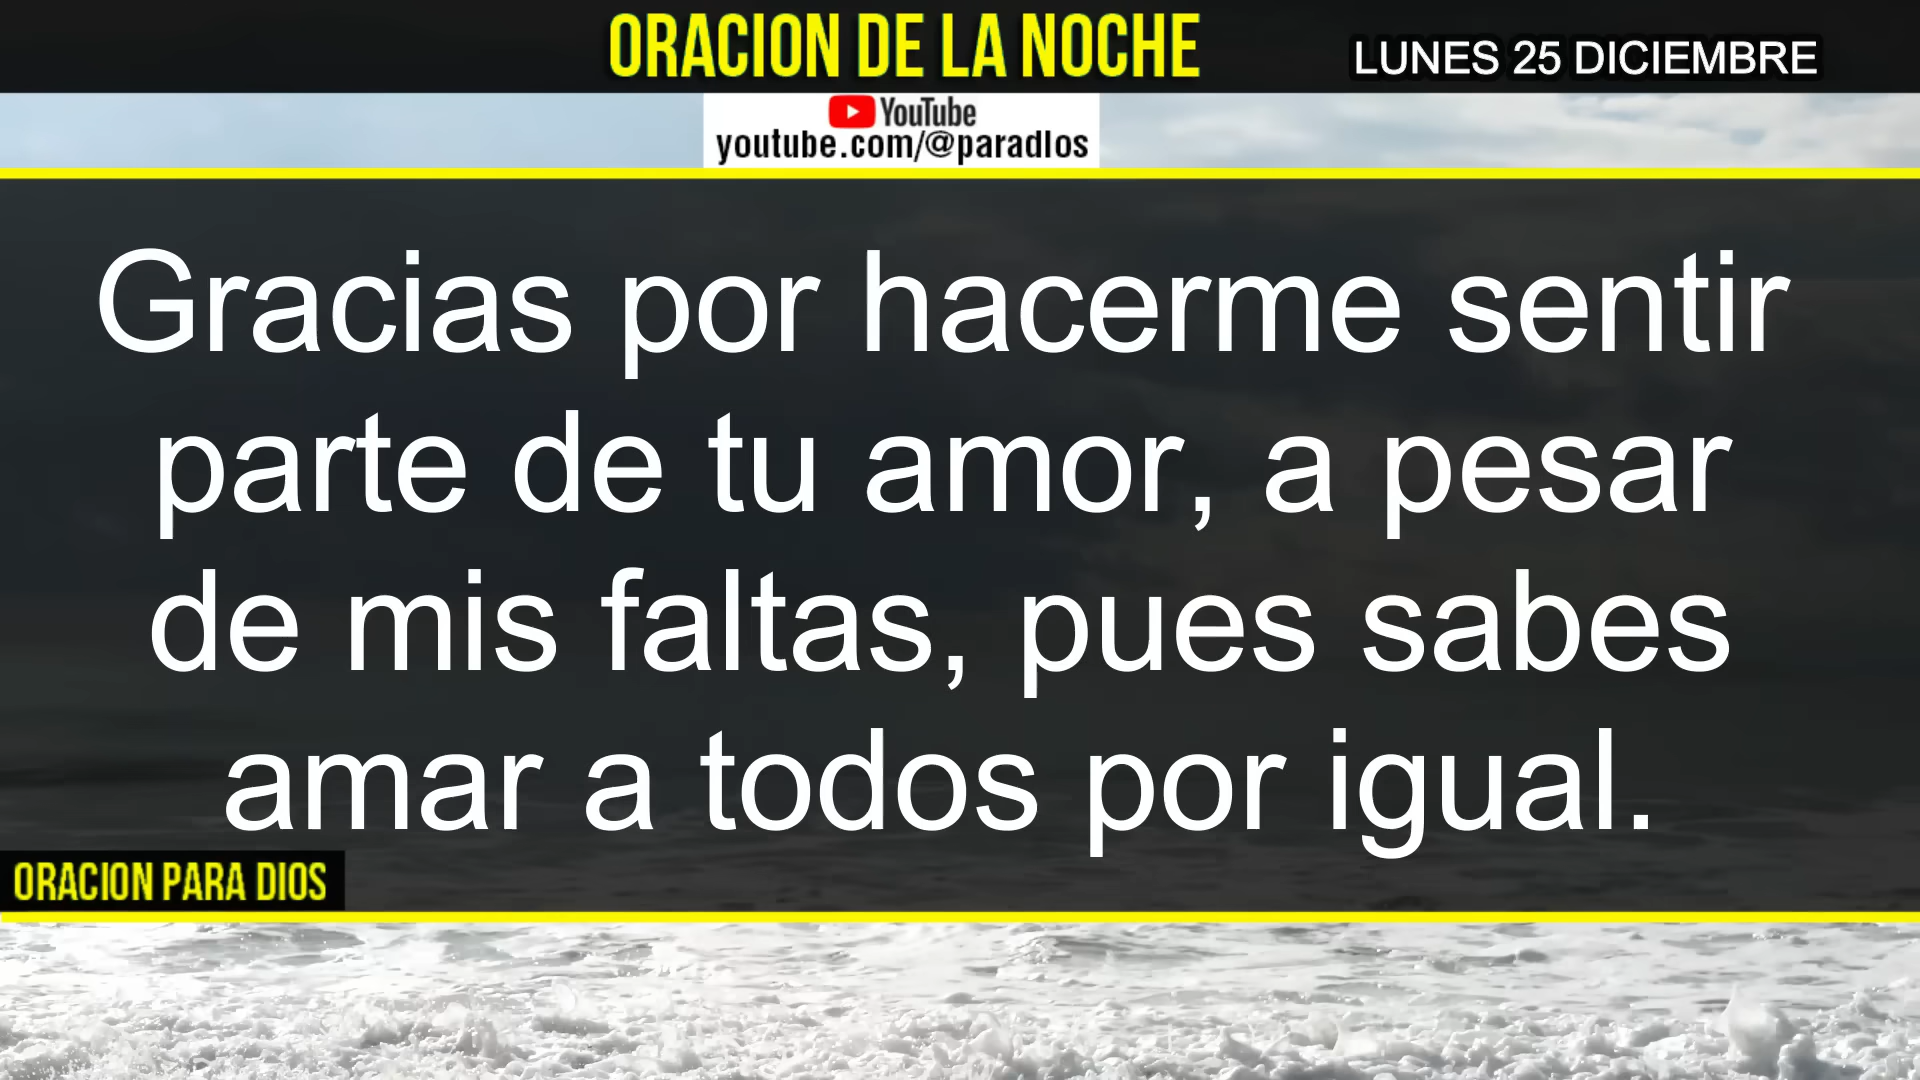 ORACION DE LA NOCHE
LUNES 25 DICIEMBRE
YouTube
youtube.com/@paradIos
Gracias por hacerme sentir
parte de tu amor, a pesar
de mis faltas, pues sabes
amar a todos por igual.
ORACION PARA DIOS